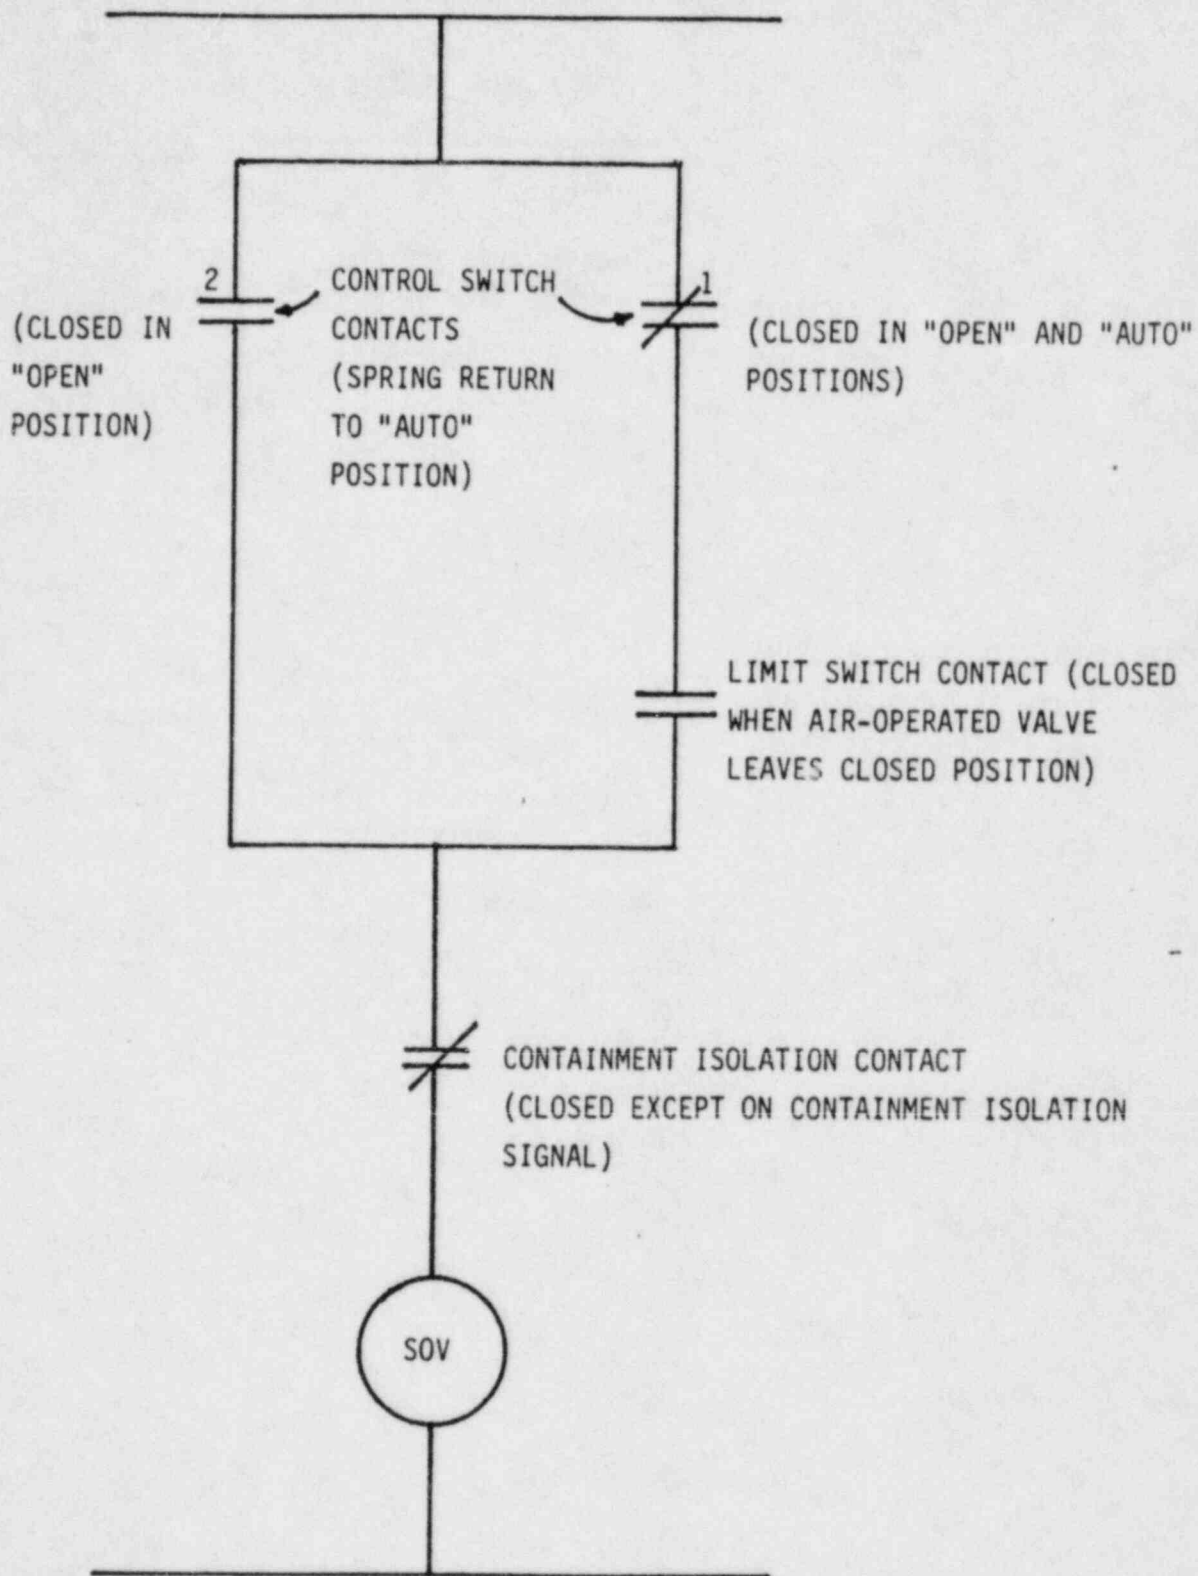 2
CONTROL SWITCH
CONTACTS
(SPRING RETURN
TO "AUTO"
POSITION)
1
(CLOSED IN
"OPEN"
POSITION)
(CLOSED IN "OPEN" AND "AUTO"
POSITIONS)
LIMIT SWITCH CONTACT (CLOSED
WHEN AIR-OPERATED VALVE
LEAVES CLOSED POSITION)
CONTAINMENT ISOLATION CONTACT
(CLOSED EXCEPT ON CONTAINMENT ISOLATION
SIGNAL)
SOV